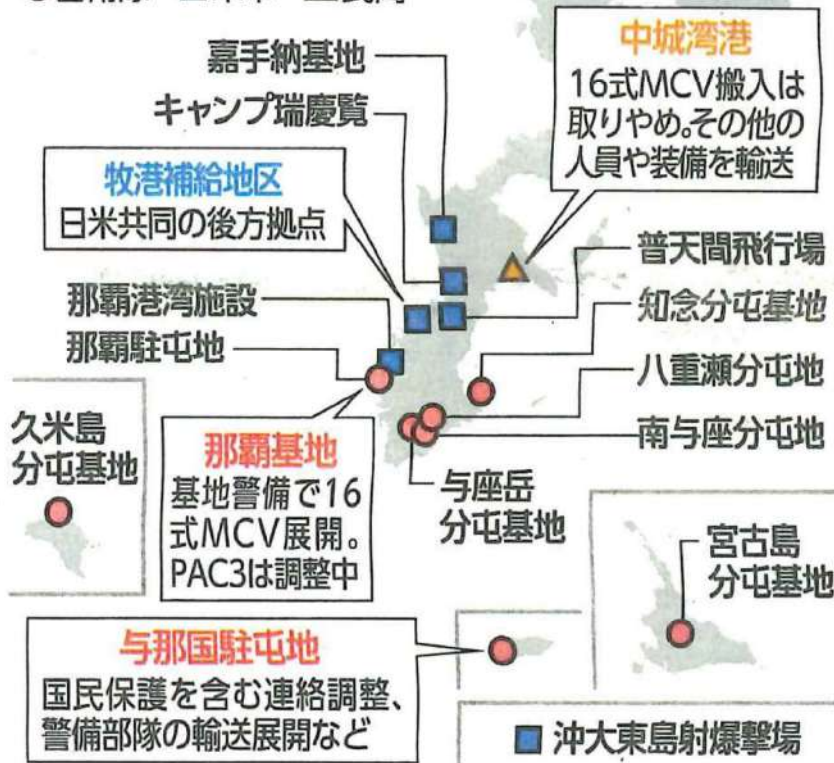 嘉手納基地
キャンプ瑞慶覧
中城湾港
16式MCV搬入は
取りやめ。その他の
人員や装備を輸送
牧港補給地区
日米共同の後方拠点
普天間飛行場
那覇港湾施設
知念分屯基地
那覇駐屯地
八重瀬分屯地
久米島
分屯基地
南与座分屯地
那覇基地
基地警備で16
式MCV展開。
PAC3は調整中
与座岳
分屯基地
宮古島
分屯基地
与那国駐屯地
国民保護を含む連絡調整、
警備部隊の輸送展開など
沖大東島射爆撃場